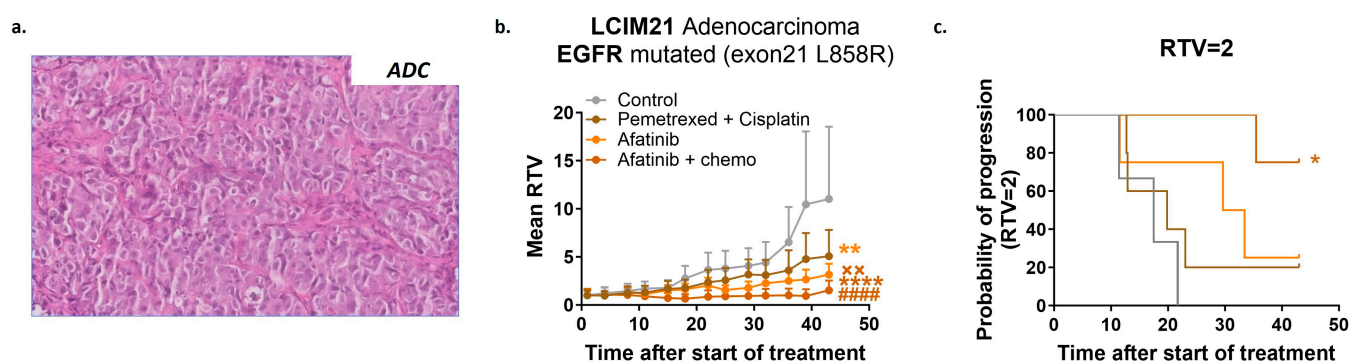 a.
ADC
b.
LCIM21 Adenocarcinoma
EGFR mutated (exon21 L858R)
Control
Pemetrexed + Cisplatin
Afatinib
Afatinib + chemo
Mean RTV
20
15
10
5
0
**
××
****
####
0 10 20 30 40 50
Time after start of treatment
c.
RTV=2
Probability of progression
(RTV=2)
100
80
60
40
20
0
*
0 10 20 30 40 50
Time after start of treatment